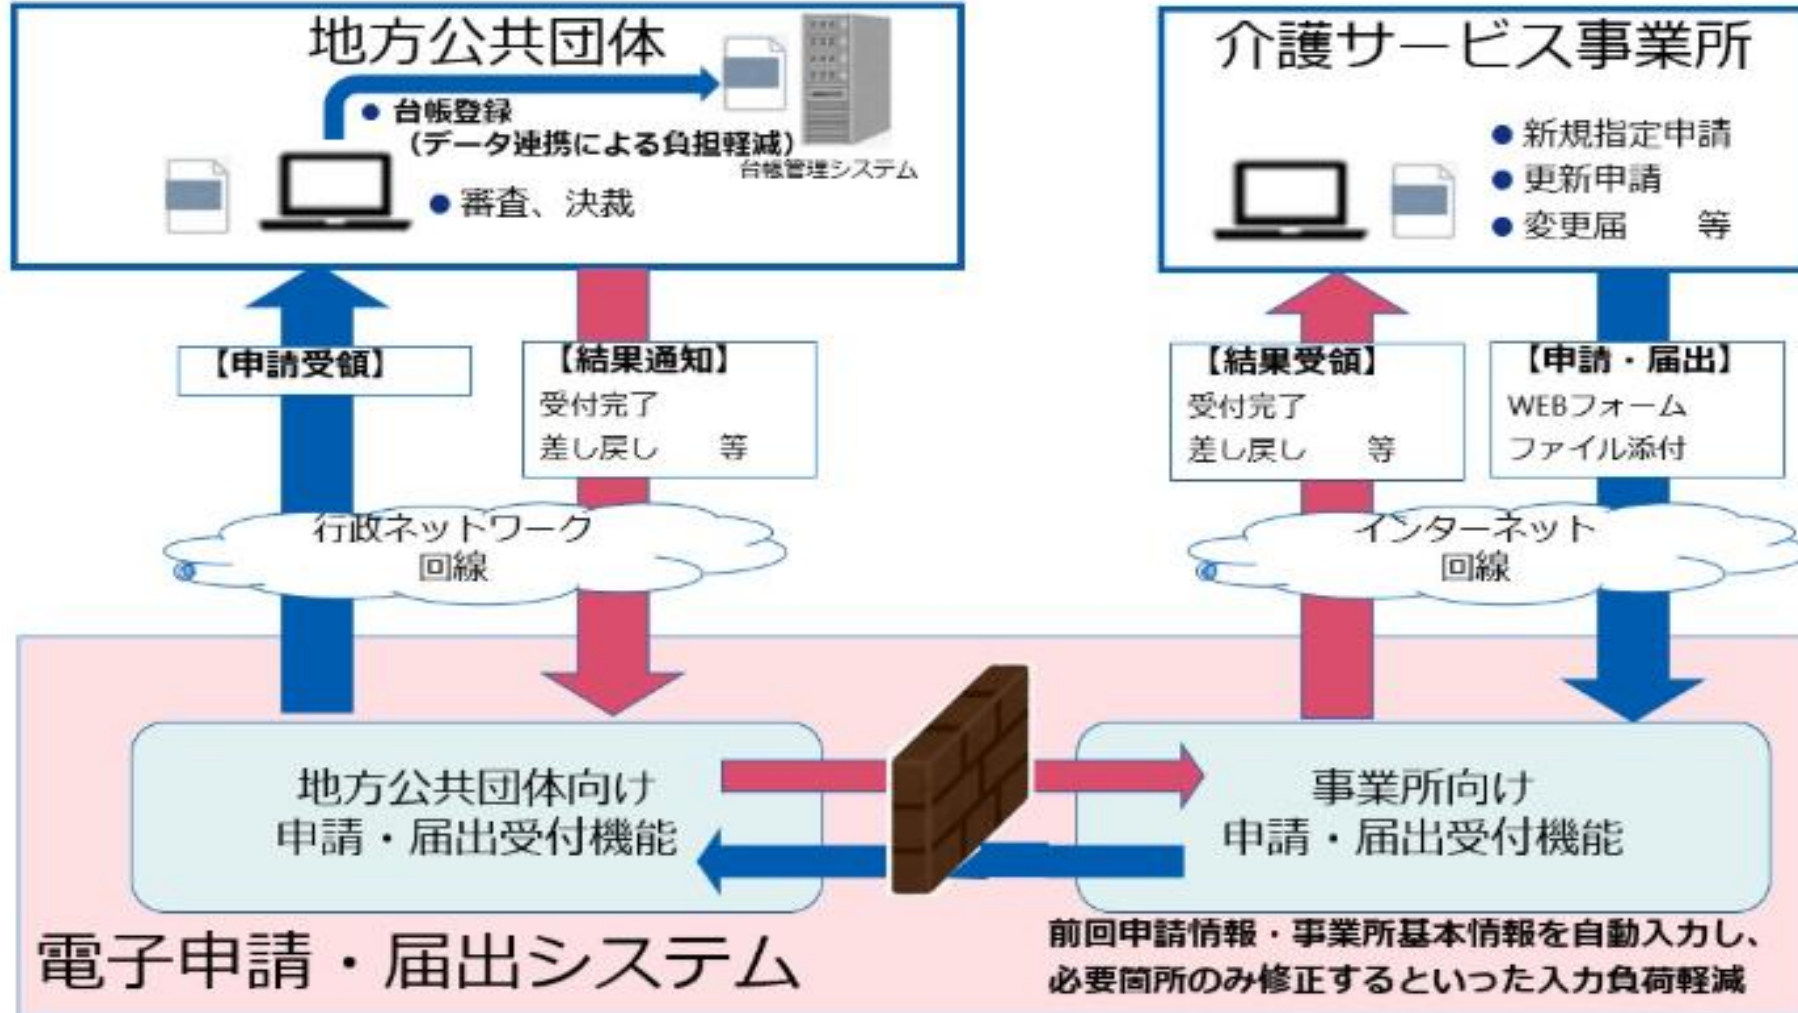 地方公共団体
● 台帳登録
（データ連携による負担軽減）
台帳管理システム
● 審査、決裁
介護サービス事業所
● 新規指定申請
● 更新申請
● 変更届　　等
【申請受領】
【結果通知】
受付完了
差し戻し　　等
【結果受領】
受付完了
差し戻し　　等
【申請・届出】
WEBフォーム
ファイル添付
行政ネットワーク
回線
インターネット
回線
地方公共団体向け
申請・届出受付機能
事業所向け
申請・届出受付機能
電子申請・届出システム
前回申請情報・事業所基本情報を自動入力し、
必要箇所のみ修正するといった入力負荷軽減